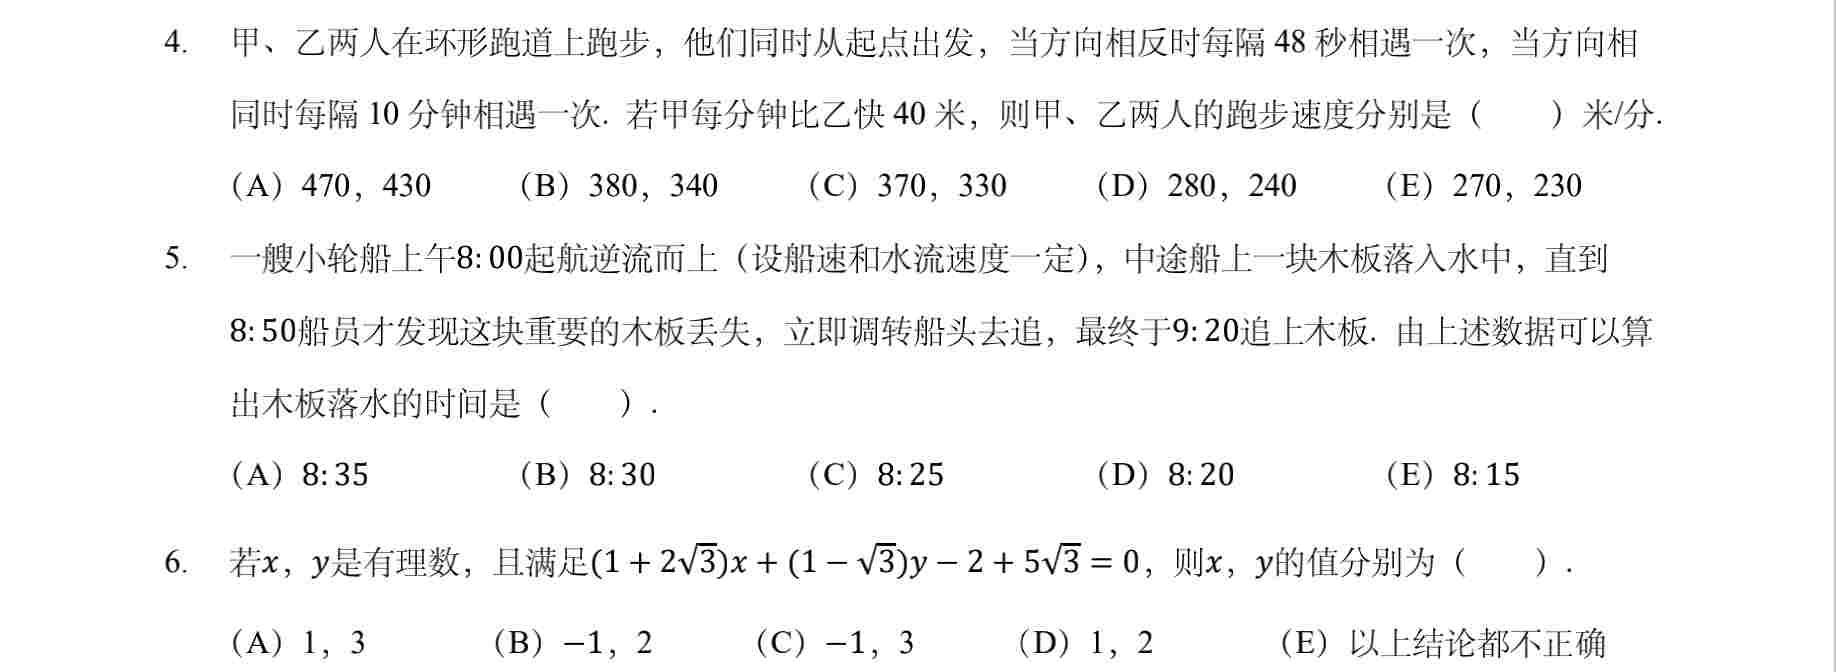 4. 甲、乙两人在环形跑道上跑步，他们同时从起点出发，当方向相反时每隔 48 秒相遇一次，当方向相
同时每隔 10 分钟相遇一次. 若甲每分钟比乙快 40 米，则甲、乙两人的跑步速度分别是（　　）米/分.
（A）470，430　（B）380，340　（C）370，330　（D）280，240　（E）270，230
5. 一艘小轮船上午8:00起航逆流而上（设船速和水流速度一定），中途船上一块木板落入水中，直到
8:50船员才发现这块重要的木板丢失，立即调转船头去追，最终于9:20追上木板. 由上述数据可以算
出木板落水的时间是（　　）.
（A）8:35　（B）8:30　（C）8:25　（D）8:20　（E）8:15
6. 若x，y是有理数，且满足(1 + 2√3)x + (1 − √3)y − 2 + 5√3 = 0，则x，y的值分别为（　　）.
（A）1，3　（B）−1，2　（C）−1，3　（D）1，2　（E）以上结论都不正确